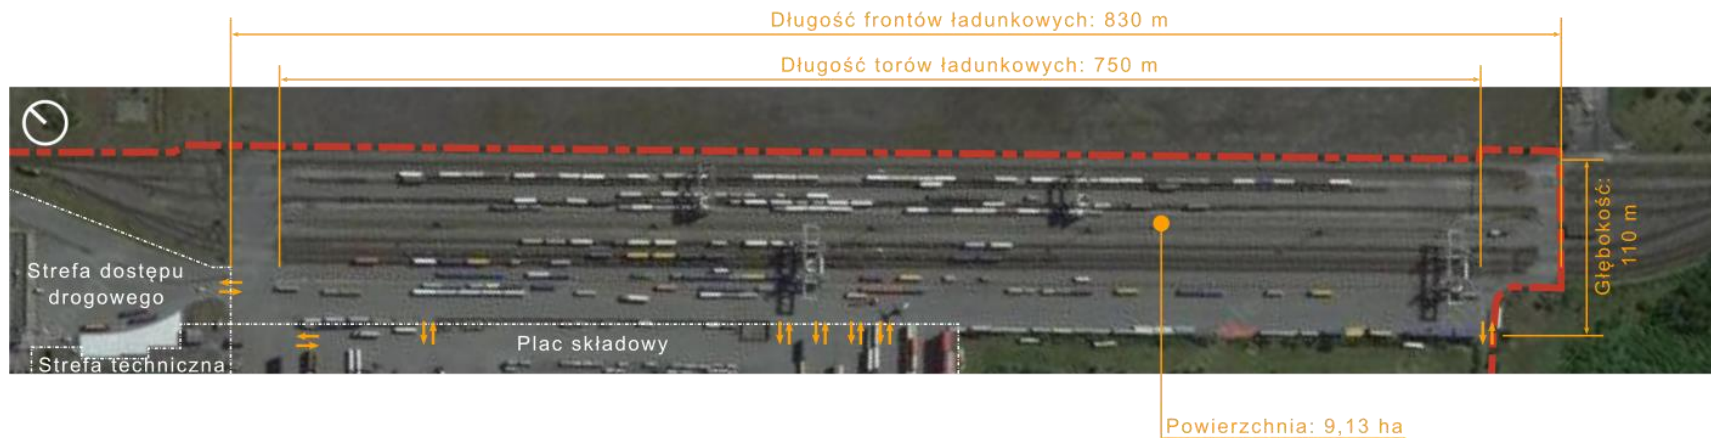 Długość frontów ładunkowych: 830 m
Długość torów ładunkowych: 750 m
Strefa dostępu
drogowego
Głębokość:
110 m
Plac składowy
Strefa techniczna
Powierzchnia: 9,13 ha